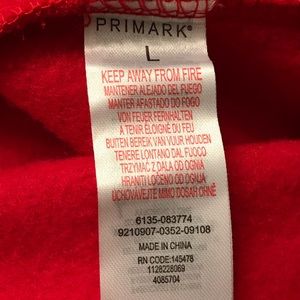 PRIMARK®
L
KEEP AWAY FROM FIRE
MANTENER ALEJADO DEL FUEGO
MANTER AFASTADO DO FOGO
VON FEUER FERNHALTEN
A TENIR ÉLOIGNÉ DU FEU
BUITEN BEREIK VAN VUUR HOUDEN
TENERE LONTANO DAL FUOCO
TRZYMAĆ Z DALA OD OGNIA
HRANITI LOČENO OD OGNJA
UCHOVÁVEJTE MIMO DOSAH OHNĚ
6135-083774
9210907-0352-09108
MADE IN CHINA
RN CODE:145478
1128228069
4085704